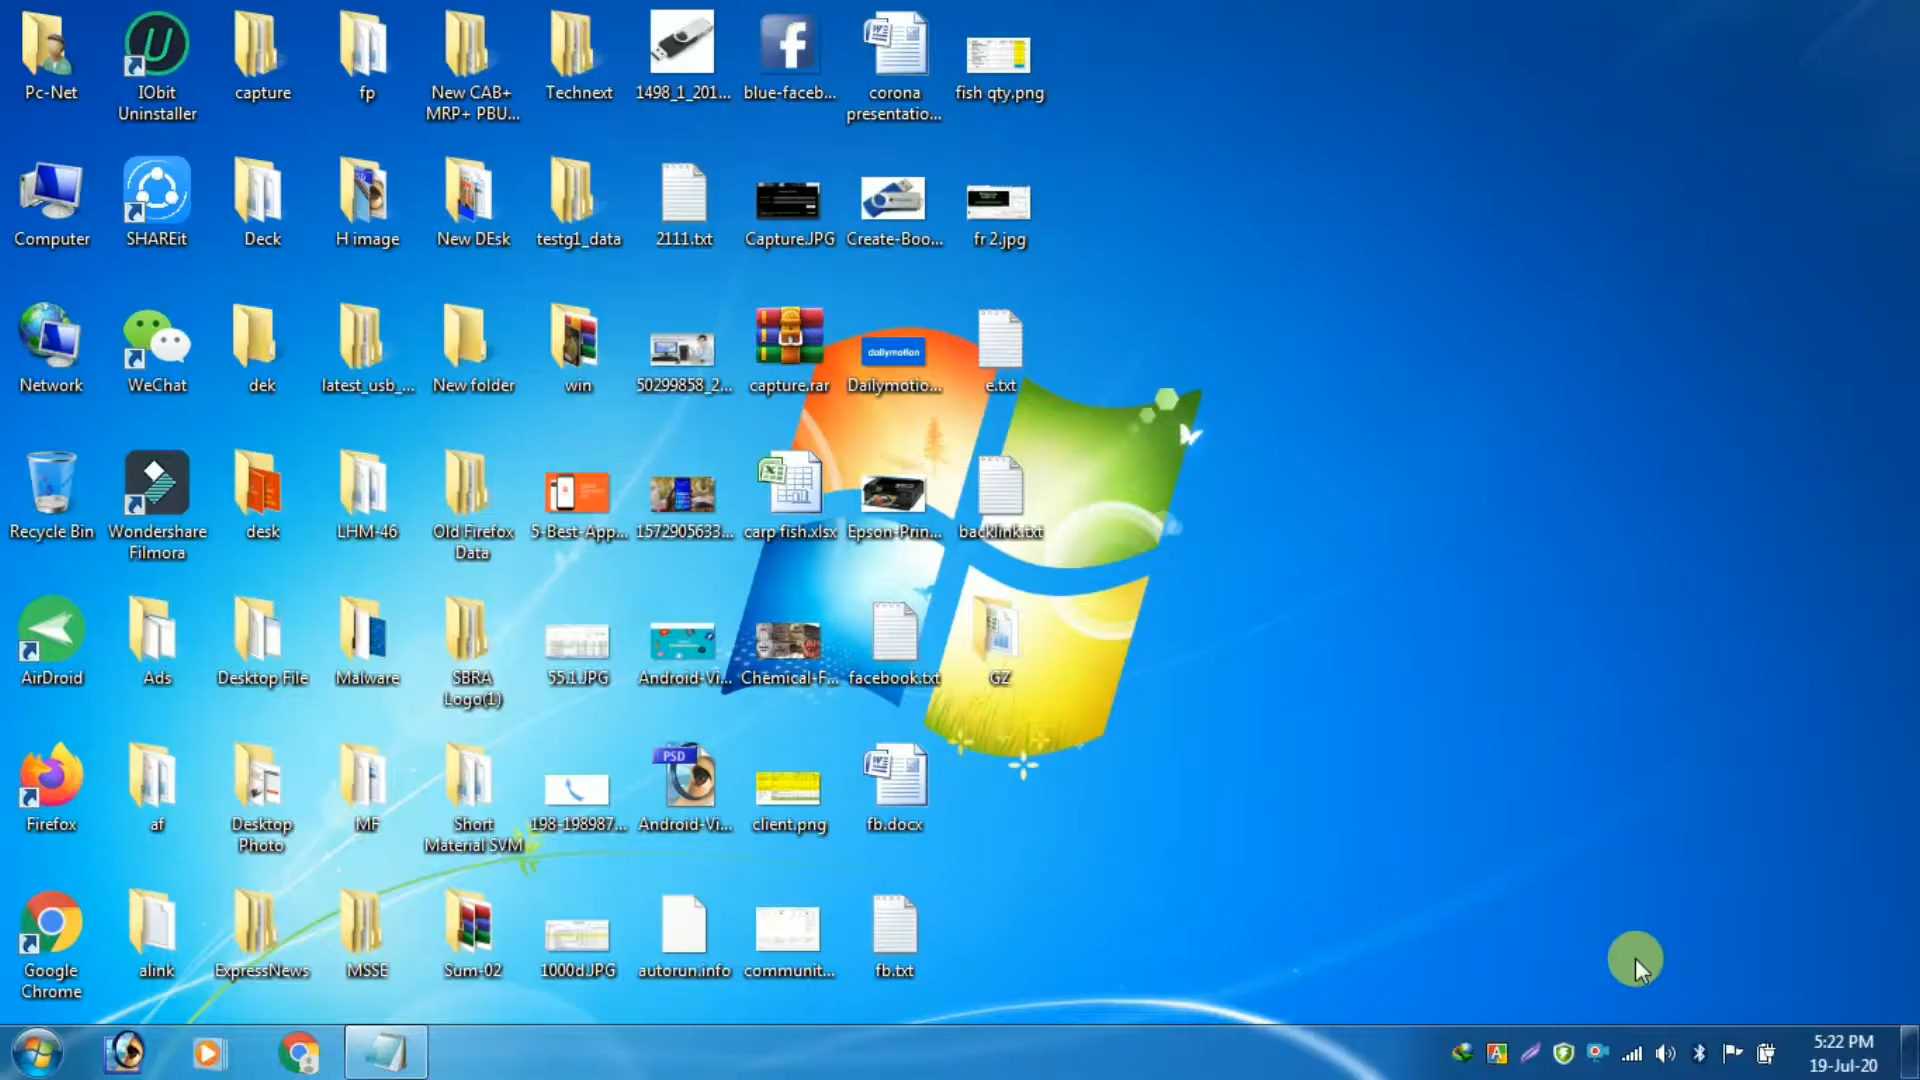 Pc-Net
IObit
Uninstaller
capture
fp
New CAB+
MRP+ PBU...
Technext
1498_1_201...
blue-faceb...
corona
presentatio...
fish qty.png
Computer
SHAREit
Deck
H image
New DEsk
testg1_data
2111.txt
Capture.JPG
Create-Boo...
fr 2.jpg
Network
WeChat
dek
latest_usb_...
New folder
win
50299858_2...
capture.rar
dailymotion
Dailymotio...
e.txt
Recycle Bin
Wondershare
Filmora
desk
LHM-46
Old Firefox
Data
5-Best-App...
1572905633...
carp fish.xlsx
Epson-Prin...
backlink.txt
AirDroid
Ads
Desktop File
Malware
SBRA
Logo(1)
55.1.JPG
Android-Vi...
Chemical-F...
facebook.txt
GZ
Firefox
af
Desktop
Photo
MF
Short
Material SVM
198-198987...
PSD
Android-Vi...
client.png
fb.docx
Google
Chrome
alink
ExpressNews
MSSE
Sum-02
1000d.JPG
autorun.info
communit...
fb.txt
5:22 PM
19-Jul-20